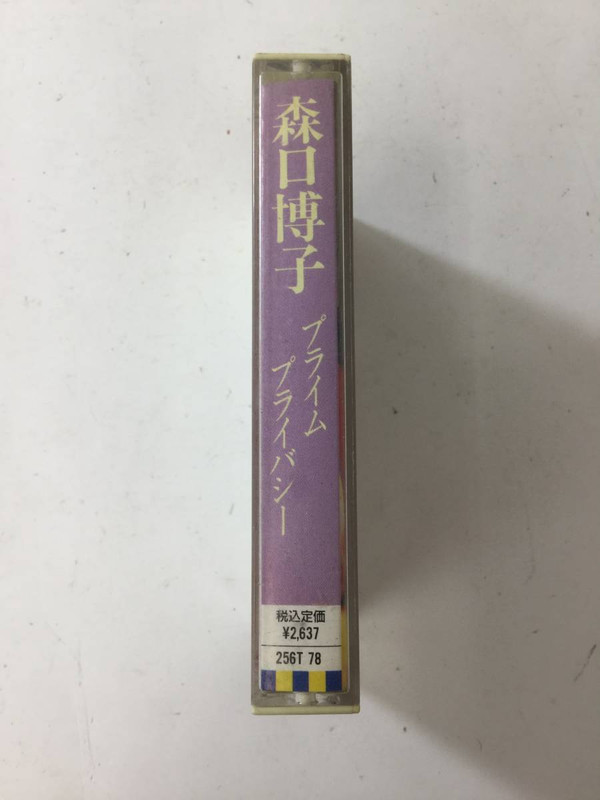 森口博子
プライム
プライバシー
税込定価
¥2,637
256T 78